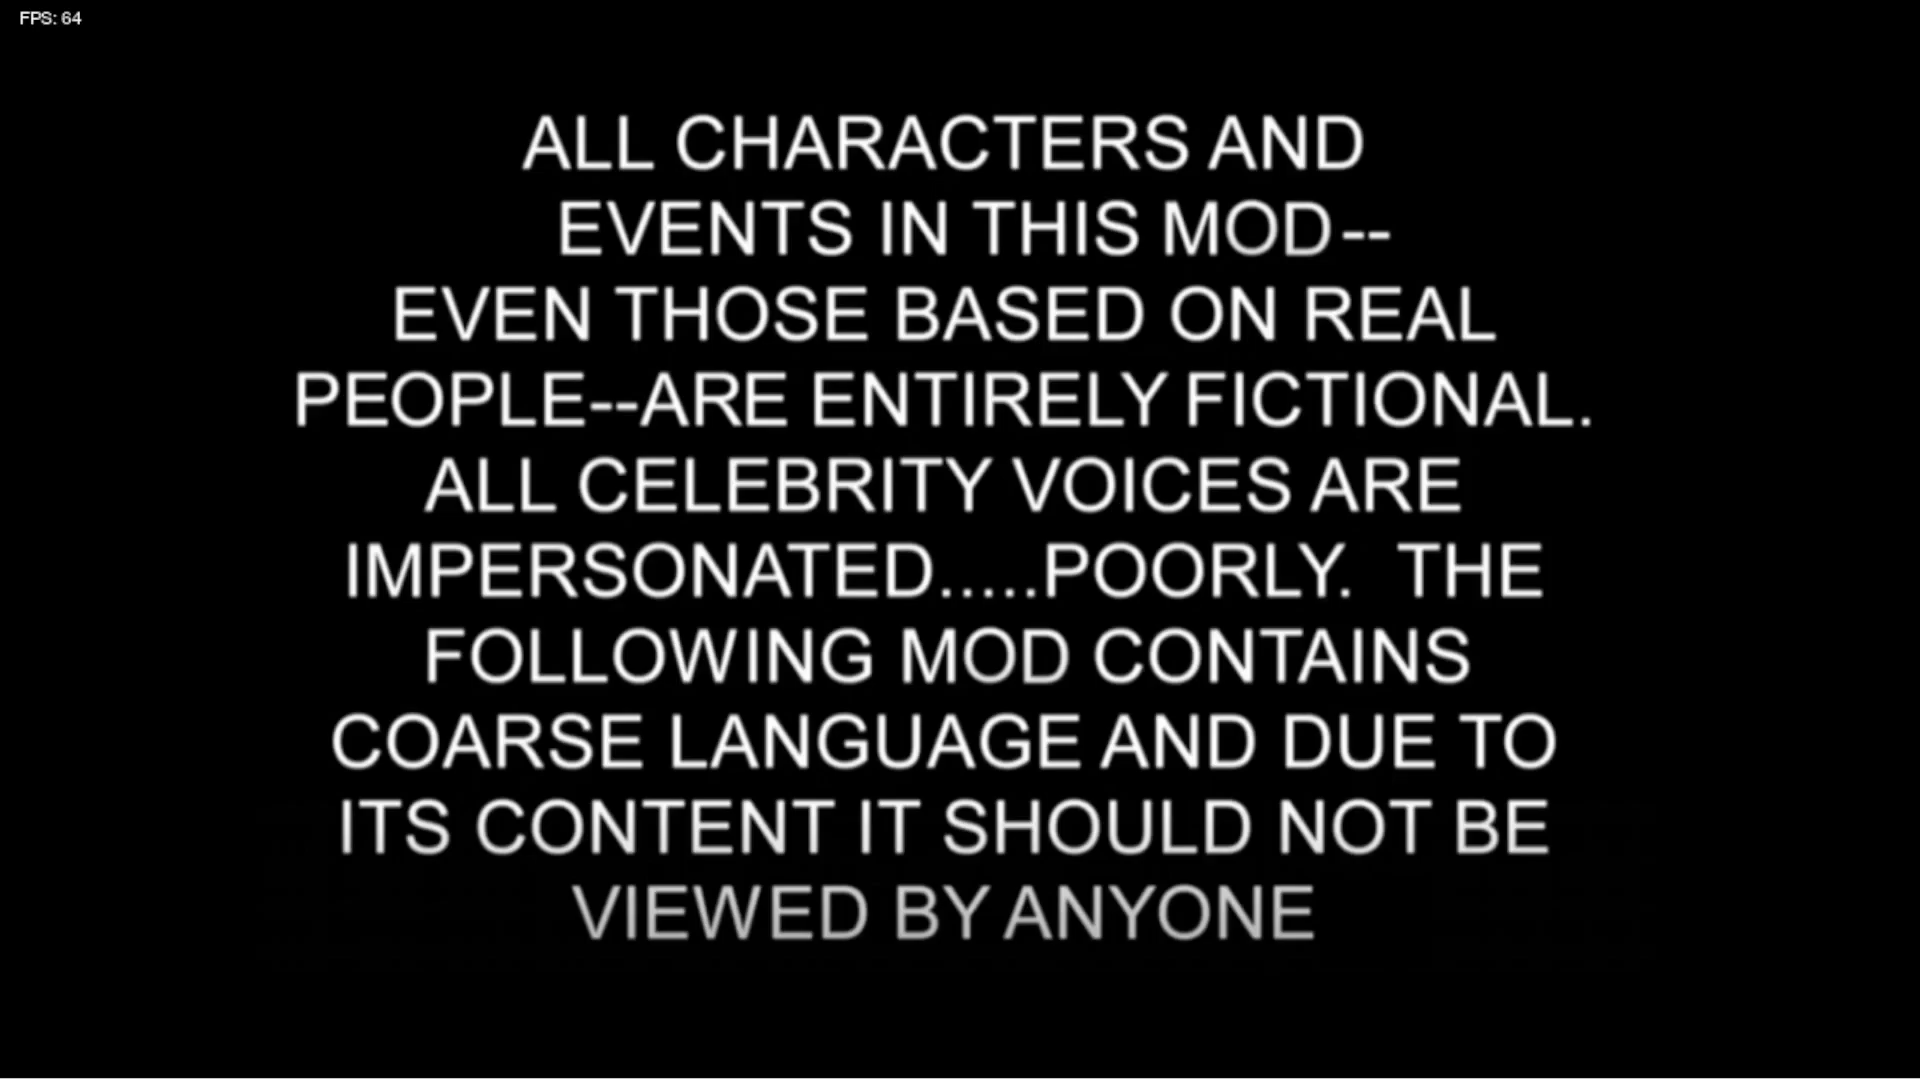 FPS: 64
ALL CHARACTERS AND
EVENTS IN THIS MOD--
EVEN THOSE BASED ON REAL
PEOPLE--ARE ENTIRELY FICTIONAL.
ALL CELEBRITY VOICES ARE
IMPERSONATED.....POORLY. THE
FOLLOWING MOD CONTAINS
COARSE LANGUAGE AND DUE TO
ITS CONTENT IT SHOULD NOT BE
VIEWED BY ANYONE